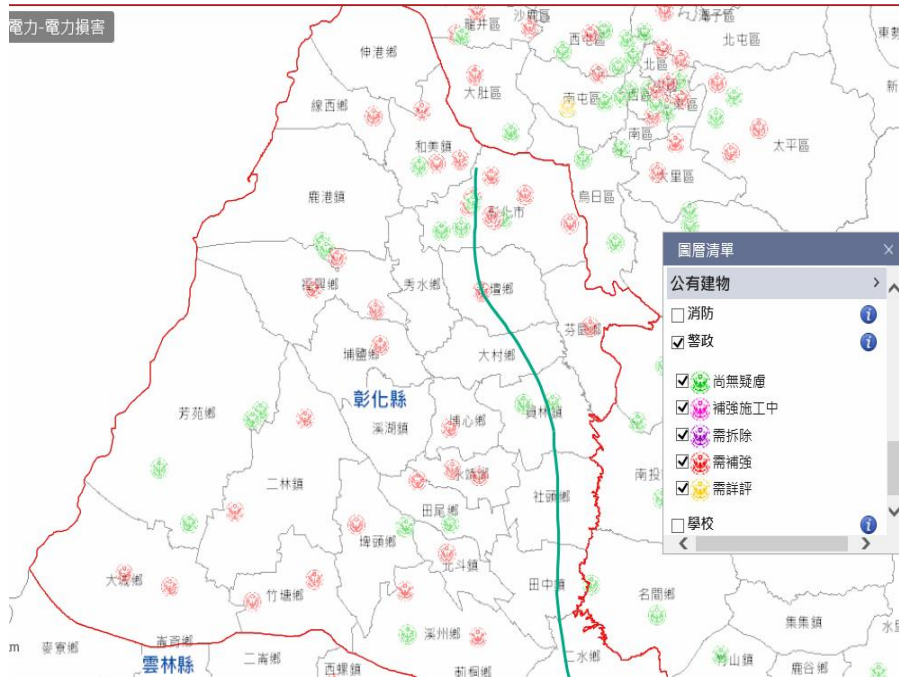 電力-電力損害
沙鹿區
龍井區
潭子區
西屯區
北屯區
東勢
伸港鄉
北區
大肚區
新
南屯區
西區
東區
線西鄉
南區
太平區
和美鎮
大里區
鹿港鎮
烏日區
彰化市
圖層清單
公有建物
消防
警政
尚無疑慮
補強施工中
需拆除
需補強
需詳評
學校
福興鄉
秀水鄉
花壇鄉
芬園鄉
埔鹽鄉
大村鄉
彰化縣
芳苑鄉
溪湖鎮
埔心鄉
員林鎮
永靖鄉
南投
二林鎮
社頭鄉
田尾鄉
埤頭鄉
北斗鎮
大城鄉
竹塘鄉
田中鎮
名間鄉
集集鎮
水里
溪州鄉
m
麥寮鄉
崙背鄉
雲林縣
二崙鄉
西螺鎮
莿桐鄉
二水鄉
竹山鎮
鹿谷鄉